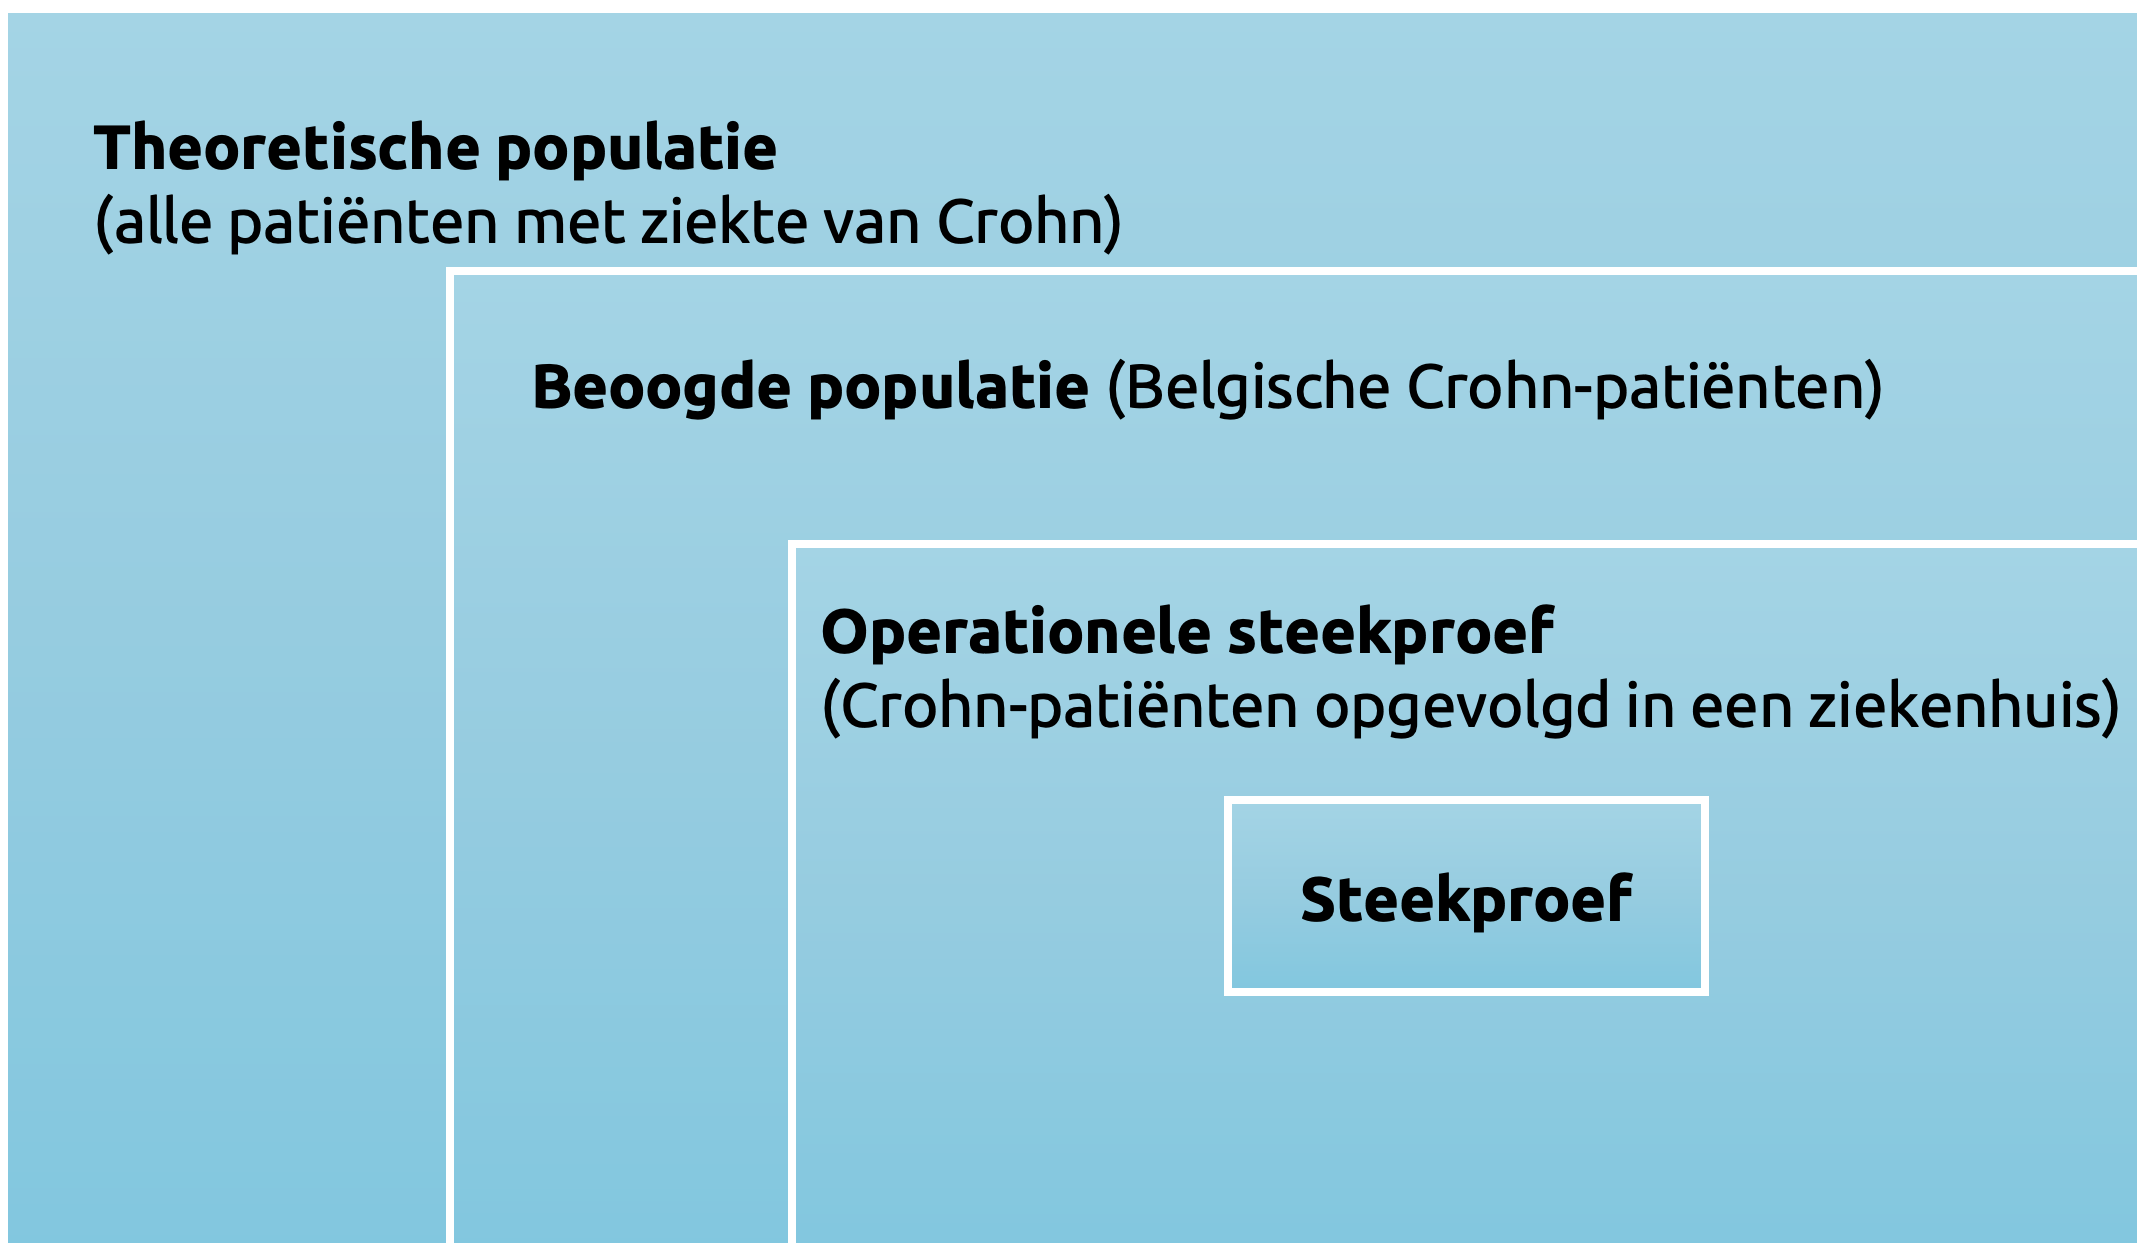 Theoretische populatie
(alle patiënten met ziekte van Crohn)
Beoogde populatie (Belgische Crohn-patiënten)
Operationele steekproef
(Crohn-patiënten opgevolgd in een ziekenhuis)
Steekproef